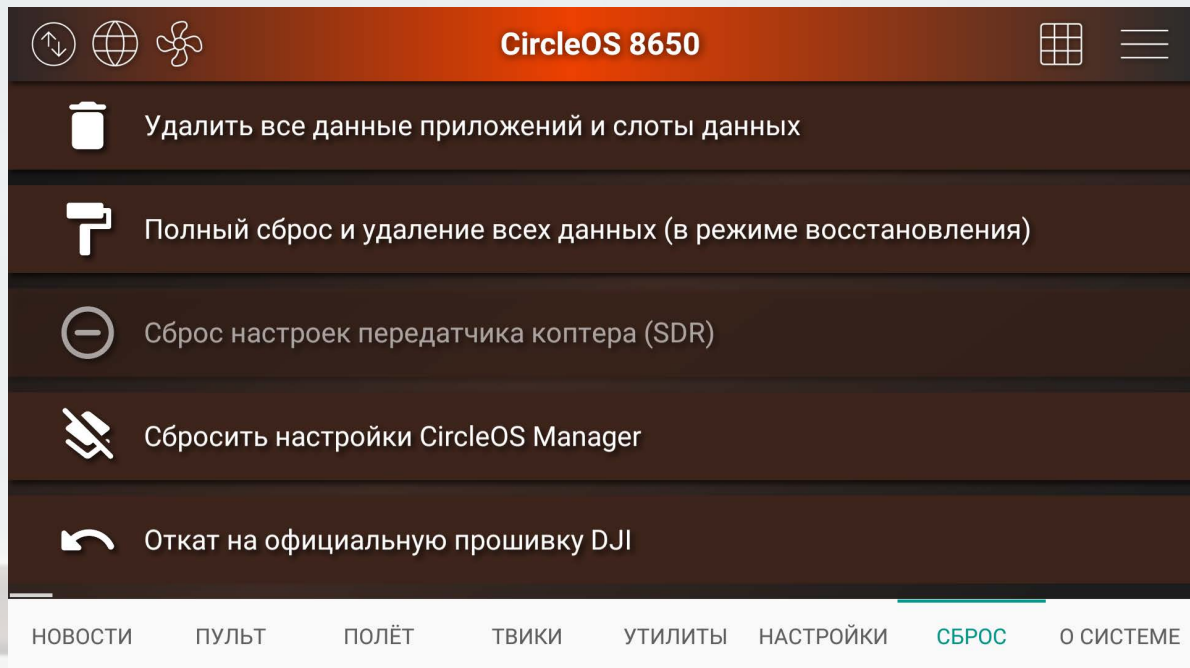 CircleOS 8650
Удалить все данные приложений и слоты данных
Полный сброс и удаление всех данных (в режиме восстановления)
Сброс настроек передатчика коптера (SDR)
Сбросить настройки CircleOS Manager
Откат на официальную прошивку DJI
НОВОСТИ ПУЛЬТ ПОЛЁТ ТВИКИ УТИЛИТЫ НАСТРОЙКИ СБРОС О СИСТЕМЕ